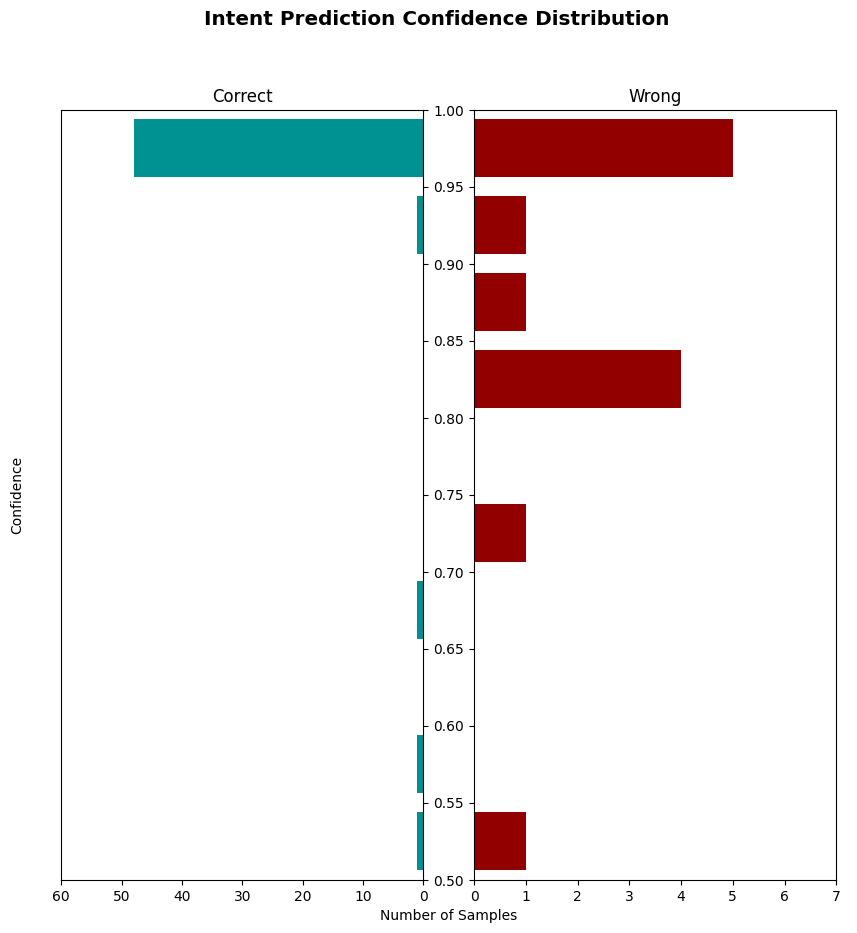 Intent Prediction Confidence Distribution
Correct
Wrong
1.00
0.95
0.90
0.85
0.80
0.75
0.70
0.65
0.60
0.55
0.50
Confidence
60 50 40 30 20 10 0
0 1 2 3 4 5 6 7
Number of Samples